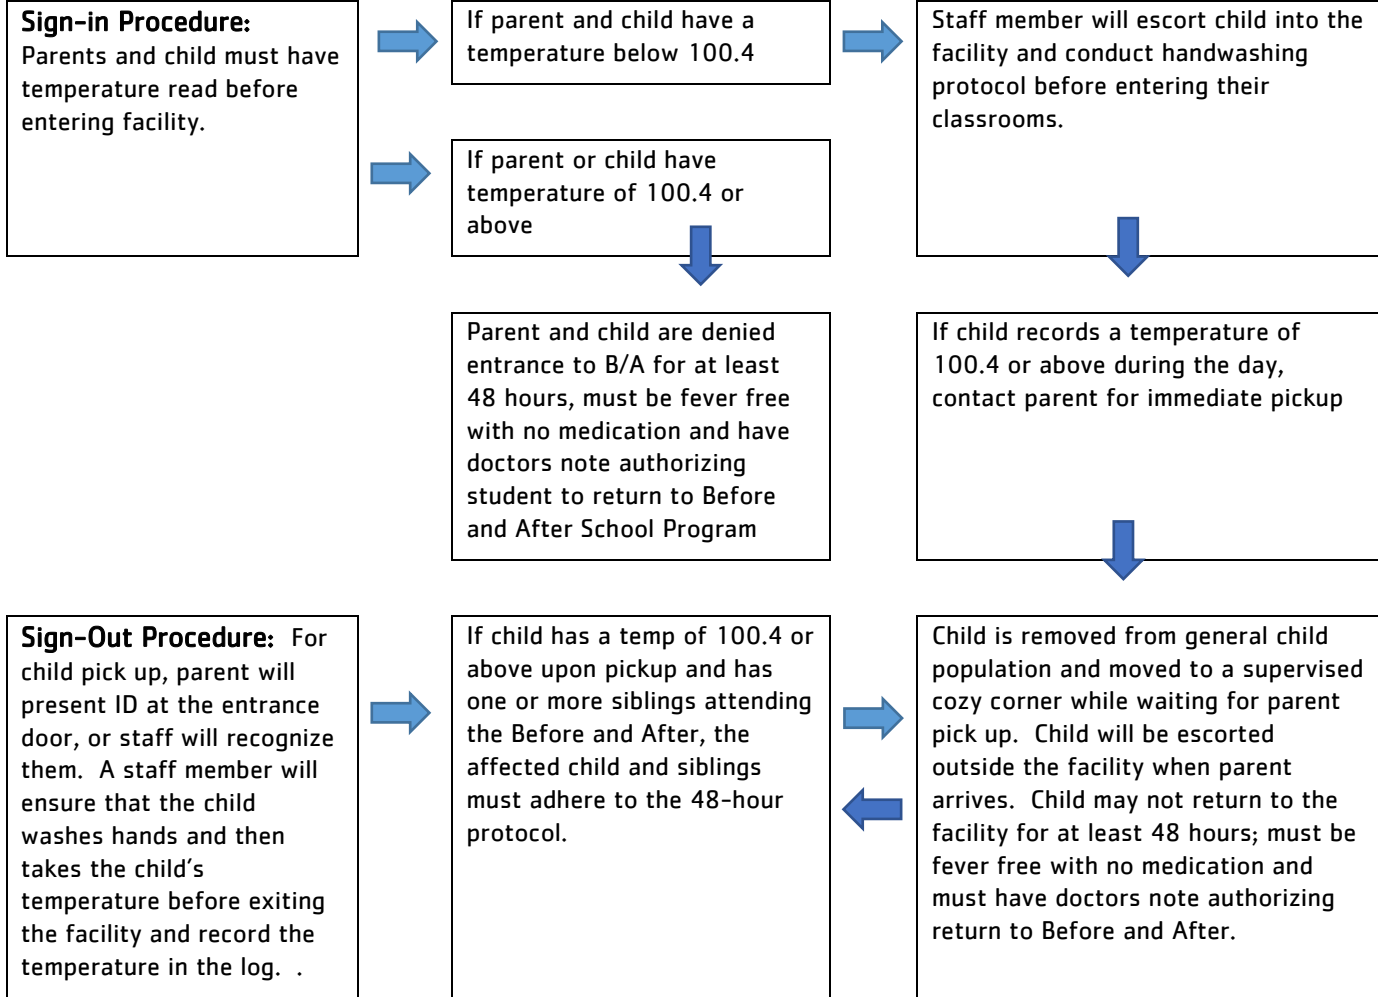 Sign-in Procedure:
Parents and child must have
temperature read before
entering facility.
If parent and child have a
temperature below 100.4
Staff member will escort child into the
facility and conduct handwashing
protocol before entering their
classrooms.
If parent or child have
temperature of 100.4 or
above
Parent and child are denied
entrance to B/A for at least
48 hours, must be fever free
with no medication and have
doctors note authorizing
student to return to Before
and After School Program
If child records a temperature of
100.4 or above during the day,
contact parent for immediate pickup
Sign-Out Procedure:  For
child pick up, parent will
present ID at the entrance
door, or staff will recognize
them.  A staff member will
ensure that the child
washes hands and then
takes the child's
temperature before exiting
the facility and record the
temperature in the log.  .
If child has a temp of 100.4 or
above upon pickup and has
one or more siblings attending
the Before and After, the
affected child and siblings
must adhere to the 48-hour
protocol.
Child is removed from general child
population and moved to a supervised
cozy corner while waiting for parent
pick up.  Child will be escorted
outside the facility when parent
arrives.  Child may not return to the
facility for at least 48 hours; must be
fever free with no medication and
must have doctors note authorizing
return to Before and After.